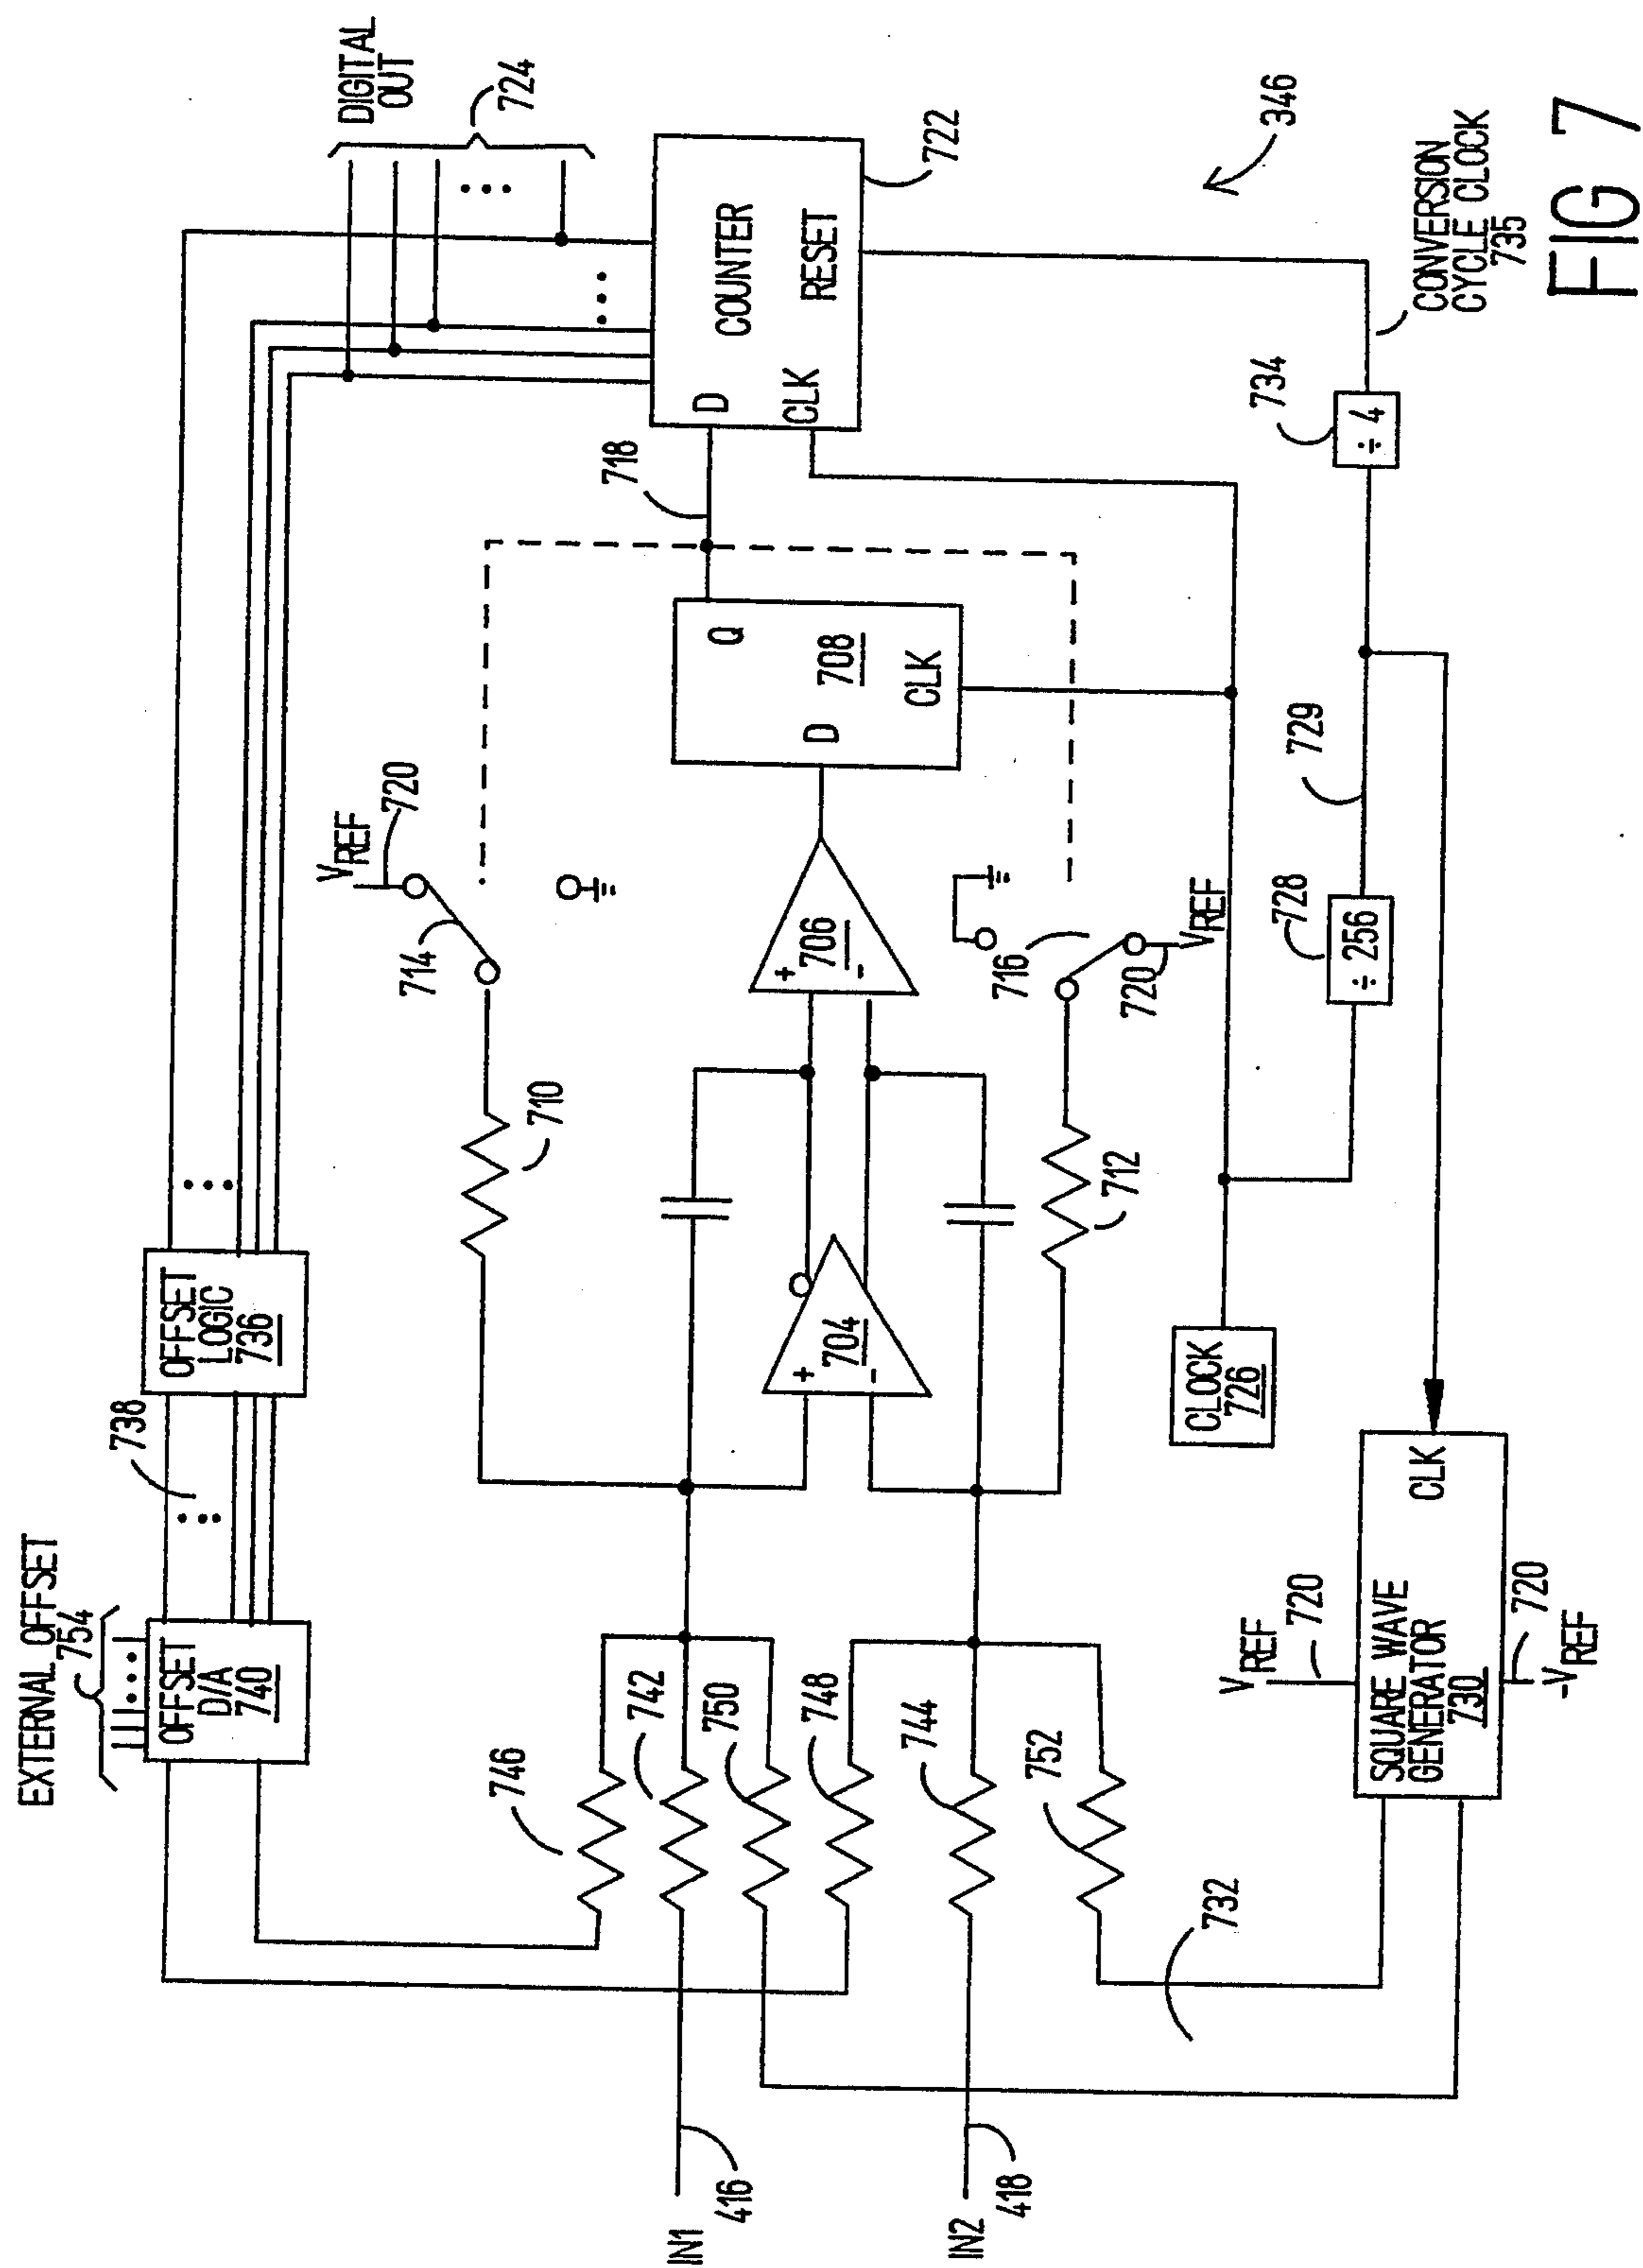 EXTERNAL OFFSET
754
OFFSET
D/A
740
738
OFFSET
LOGIC
736
DIGITAL
OUT
724
746
742
750
748
744
752
710
714
VREF
720
718
COUNTER
D
CLK
RESET
722
IN1
416
IN2
418
+
704
-
+
706
-
Q
708
D
CLK
712
716
720
VREF
346
732
CLOCK
726
728
÷ 256
729
734
÷ 4
CONVERSION
CYCLE CLOCK
735
VREF
720
SQUARE WAVE
GENERATOR
730
CLK
720
-VREF
FIG 7